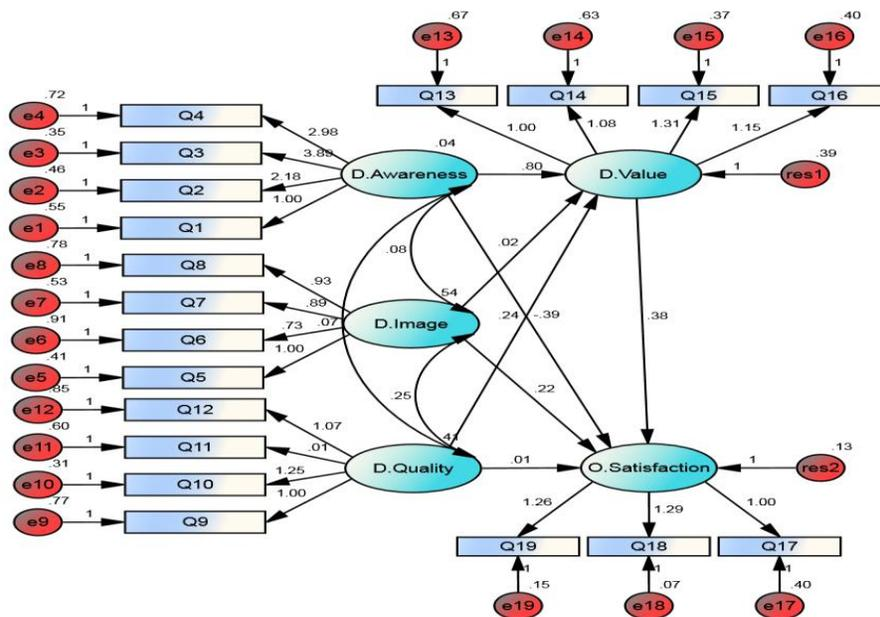 .67 .63 .37 .40
e13 e14 e15 e16
1 1 1 1
Q13 Q14 Q15 Q16
.72
e4 1 Q4
.35
e3 1 Q3
.46
e2 1 Q2
.55
e1 1 Q1
.78
e8 1 Q8
.53
e7 1 Q7
.91
e6 1 Q6
.41
e5 1 Q5
.85
e12 1 Q12
.60
e11 1 Q11
.31
e10 1 Q10
.77
e9 1 Q9
2.98
3.89
2.18
1.00
.04
D.Awareness
.80
1.00 1.08 1.31 1.15
D.Value
1
.39
res1
.08
.02
.93
.89
.73
1.00
.07
.54
D.Image
.24
-.39
.38
.25
.22
1.07
.01
1.25
1.00
.41
D.Quality
.01
O.Satisfaction
1
.13
res2
1.26 1.29 1.00
Q19 Q18 Q17
1 1 1
.15 .07 .40
e19 e18 e17